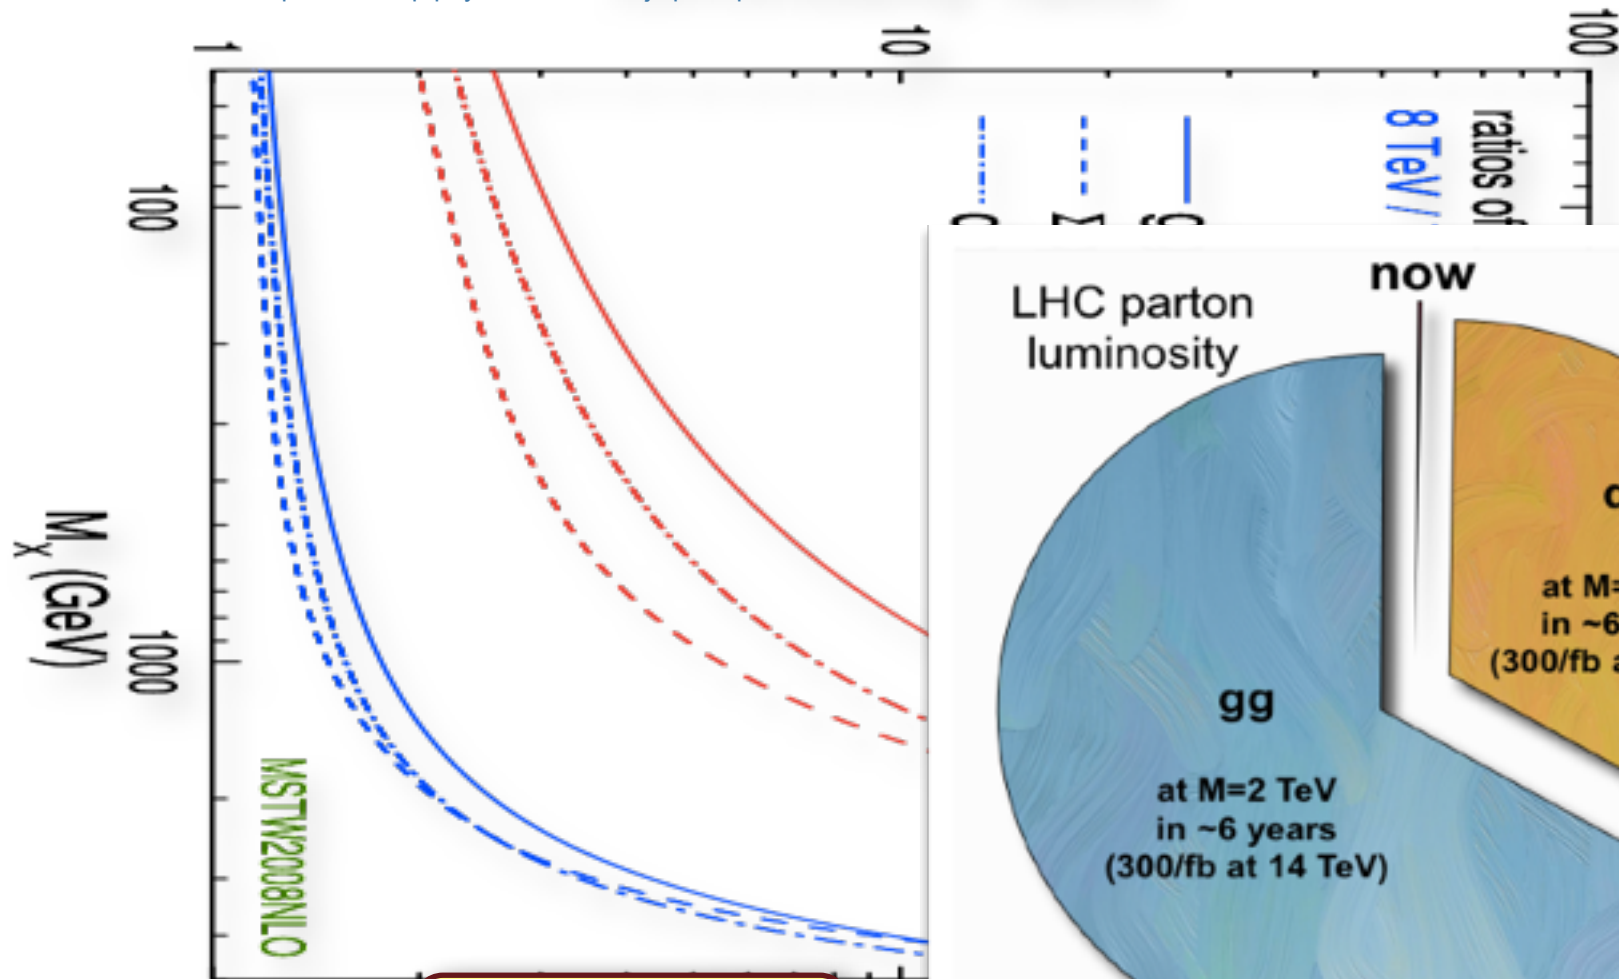 1
10
100
ratios of
8 TeV /
100
1000
M_X (GeV)
MSTW2008NLO
now
LHC parton
luminosity
gg
at M=2 TeV
in ~6 years
(300/fb at 14 TeV)
at M=
in ~6
(300/fb